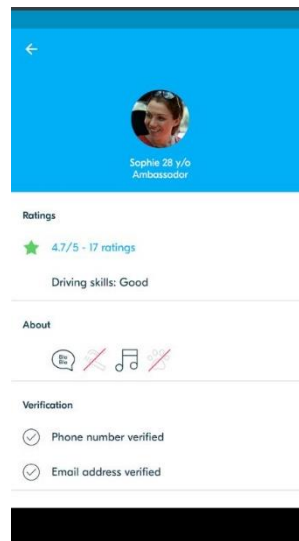 Sophie 28 y/o
Ambassador
Ratings
4.7/5 - 17 ratings
Driving skills: Good
About
Bla
Bla
Verification
Phone number verified
Email address verified